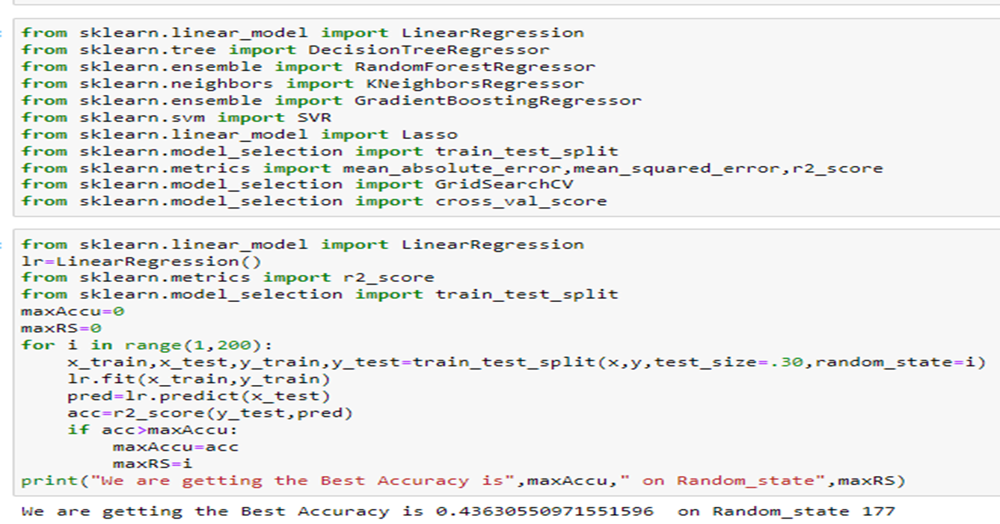 from sklearn.linear_model import LinearRegression
from sklearn.tree import DecisionTreeRegressor
from sklearn.ensemble import RandomForestRegressor
from sklearn.neighbors import KNeighborsRegressor
from sklearn.ensemble import GradientBoostingRegressor
from sklearn.svm import SVR
from sklearn.linear_model import Lasso
from sklearn.model_selection import train_test_split
from sklearn.metrics import mean_absolute_error,mean_squared_error,r2_score
from sklearn.model_selection import GridSearchCV
from sklearn.model_selection import cross_val_score
from sklearn.linear_model import LinearRegression
lr=LinearRegression()
from sklearn.metrics import r2_score
from sklearn.model_selection import train_test_split
maxAccu=0
maxRS=0
for i in range(1,200):
    x_train,x_test,y_train,y_test=train_test_split(x,y,test_size=.30,random_state=i)
    lr.fit(x_train,y_train)
    pred=lr.predict(x_test)
    acc=r2_score(y_test,pred)
    if acc>maxAccu:
        maxAccu=acc
        maxRS=i
print("We are getting the Best Accuracy is",maxAccu," on Random_state",maxRS)
We are getting the Best Accuracy is 0.43630550971551596  on Random_state 177